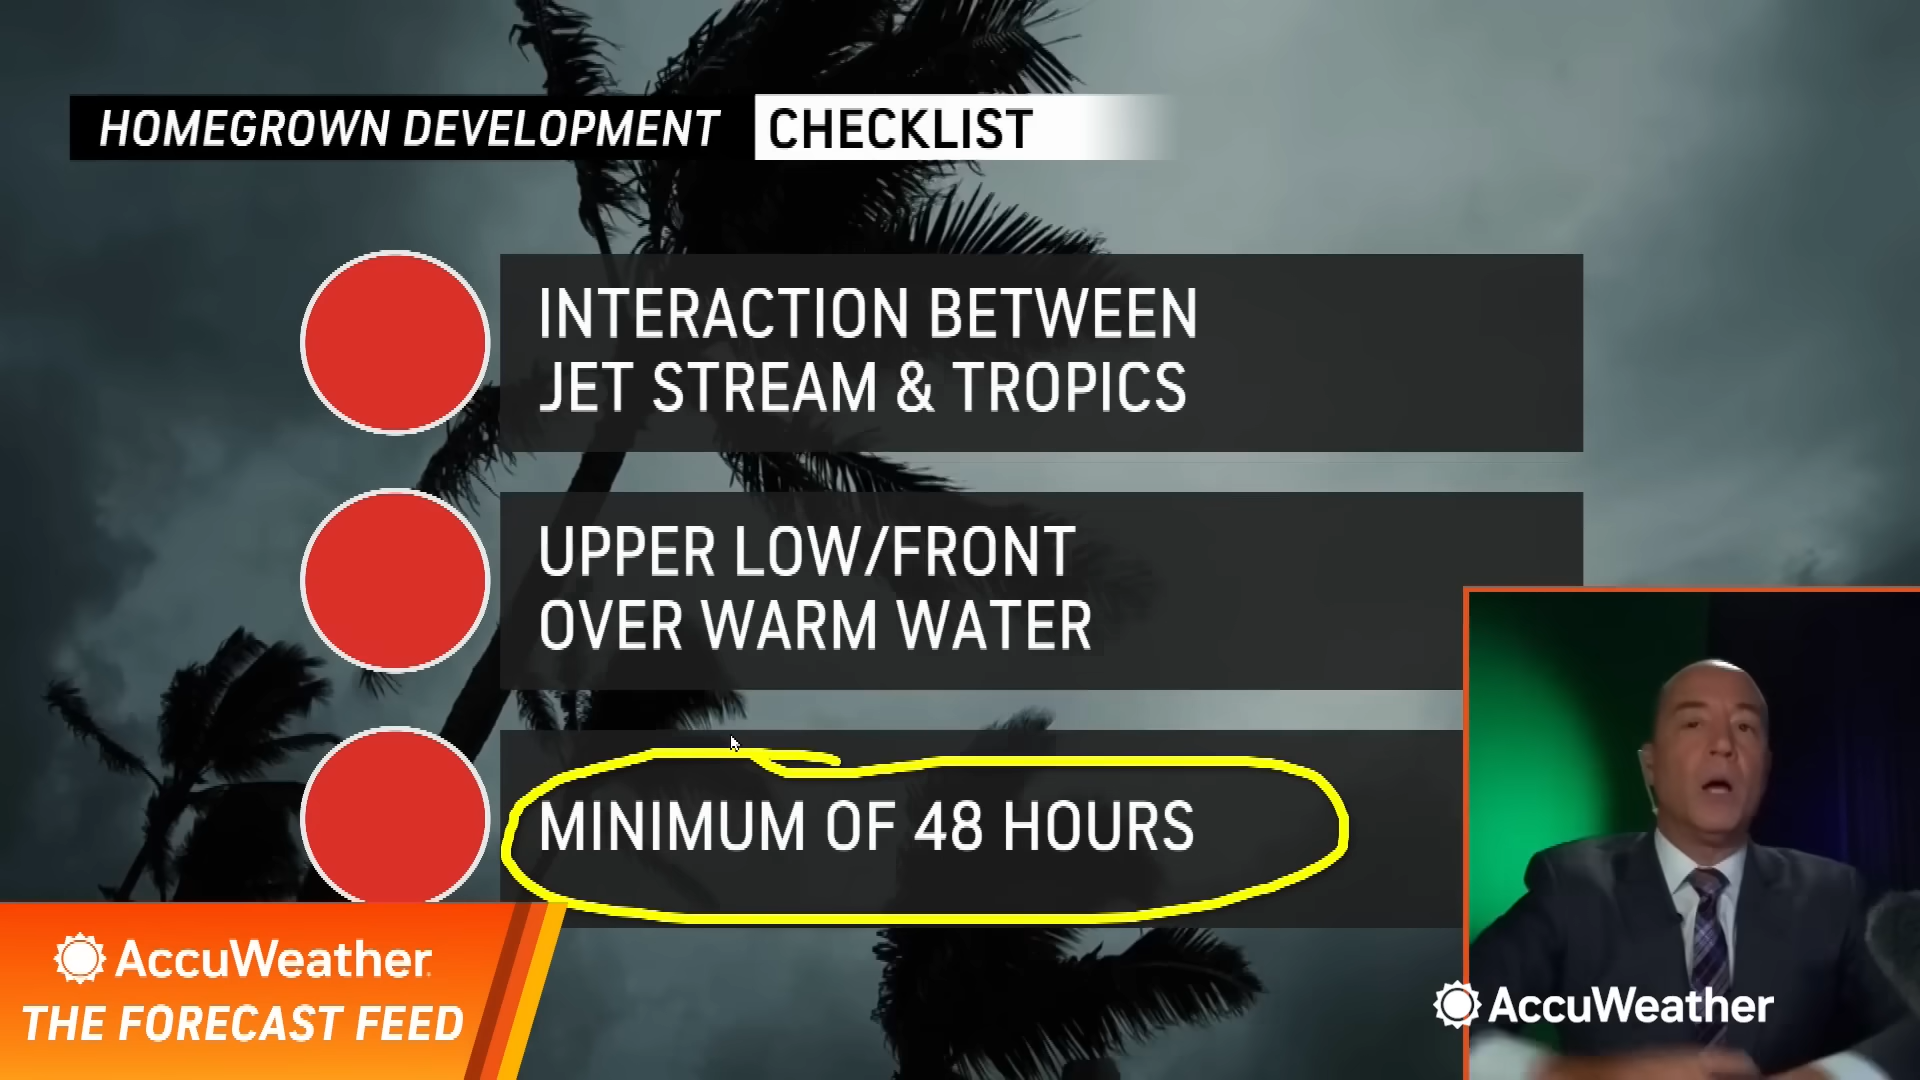 HOMEGROWN DEVELOPMENT CHECKLIST
INTERACTION BETWEEN
JET STREAM & TROPICS
UPPER LOW/FRONT
OVER WARM WATER
MINIMUM OF 48 HOURS
AccuWeather
THE FORECAST FEED
AccuWeather